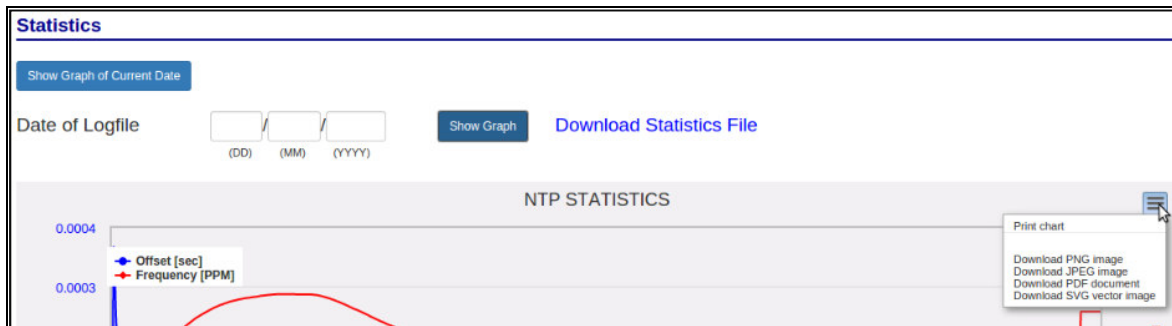 Statistics
Show Graph of Current Date
Date of Logfile / / Show Graph Download Statistics File
(DD) (MM) (YYYY)
NTP STATISTICS
Print chart
Download PNG image
Download JPEG image
Download PDF document
Download SVG vector image
0.0004
Offset [sec]
Frequency [PPM]
0.0003